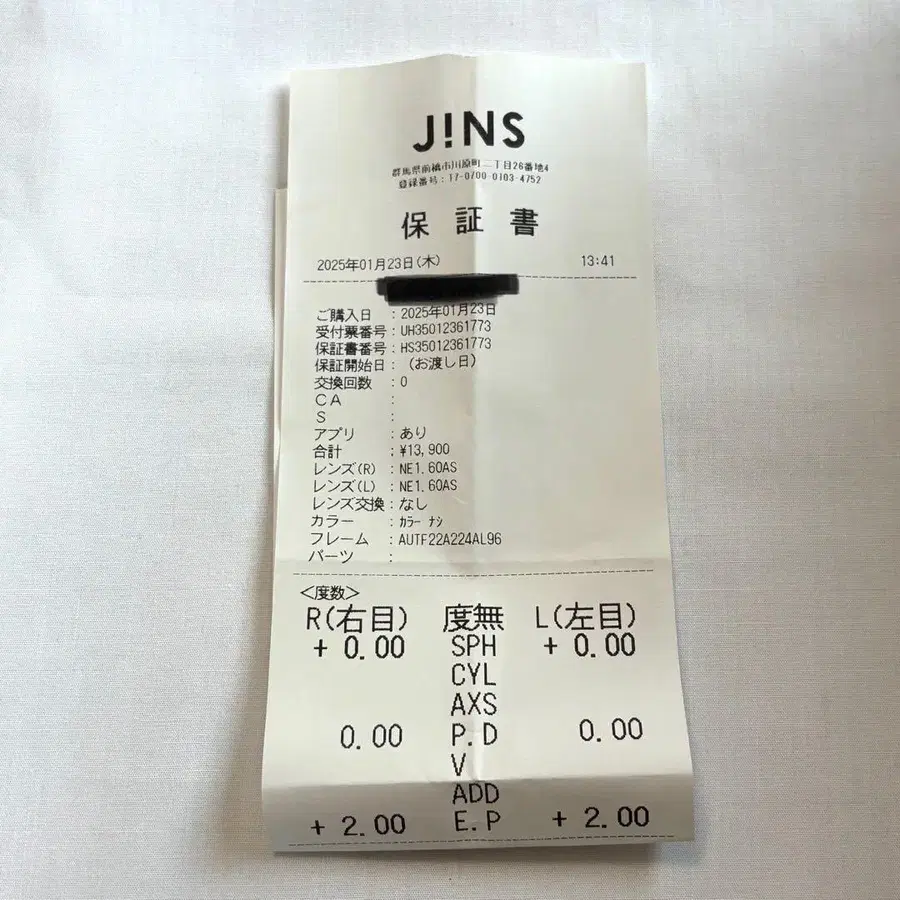 J!NS
群馬県前橋市川原町二丁目26番地4
登録番号：T7-0700-0103-4752
保 証 書
2025年01月23日(木) 13:41
ご購入日 ：2025年01月23日
受付票番号：UH35012361773
保証書番号：HS35012361773
保証開始日：（お渡し日）
交換回数 ：0
ＣＡ ：
Ｓ ：
アプリ ：あり
合計 ：¥13,900
レンズ(R) ：NE1.60AS
レンズ(L) ：NE1.60AS
レンズ交換：なし
カラー ：ｶﾗｰ ﾅｼ
フレーム ：AUTF22A224AL96
パーツ ：
＜度数＞
R(右目) 度無 L(左目)
+ 0.00 SPH + 0.00
CYL
AXS
0.00 P.D 0.00
V
ADD
+ 2.00 E.P + 2.00